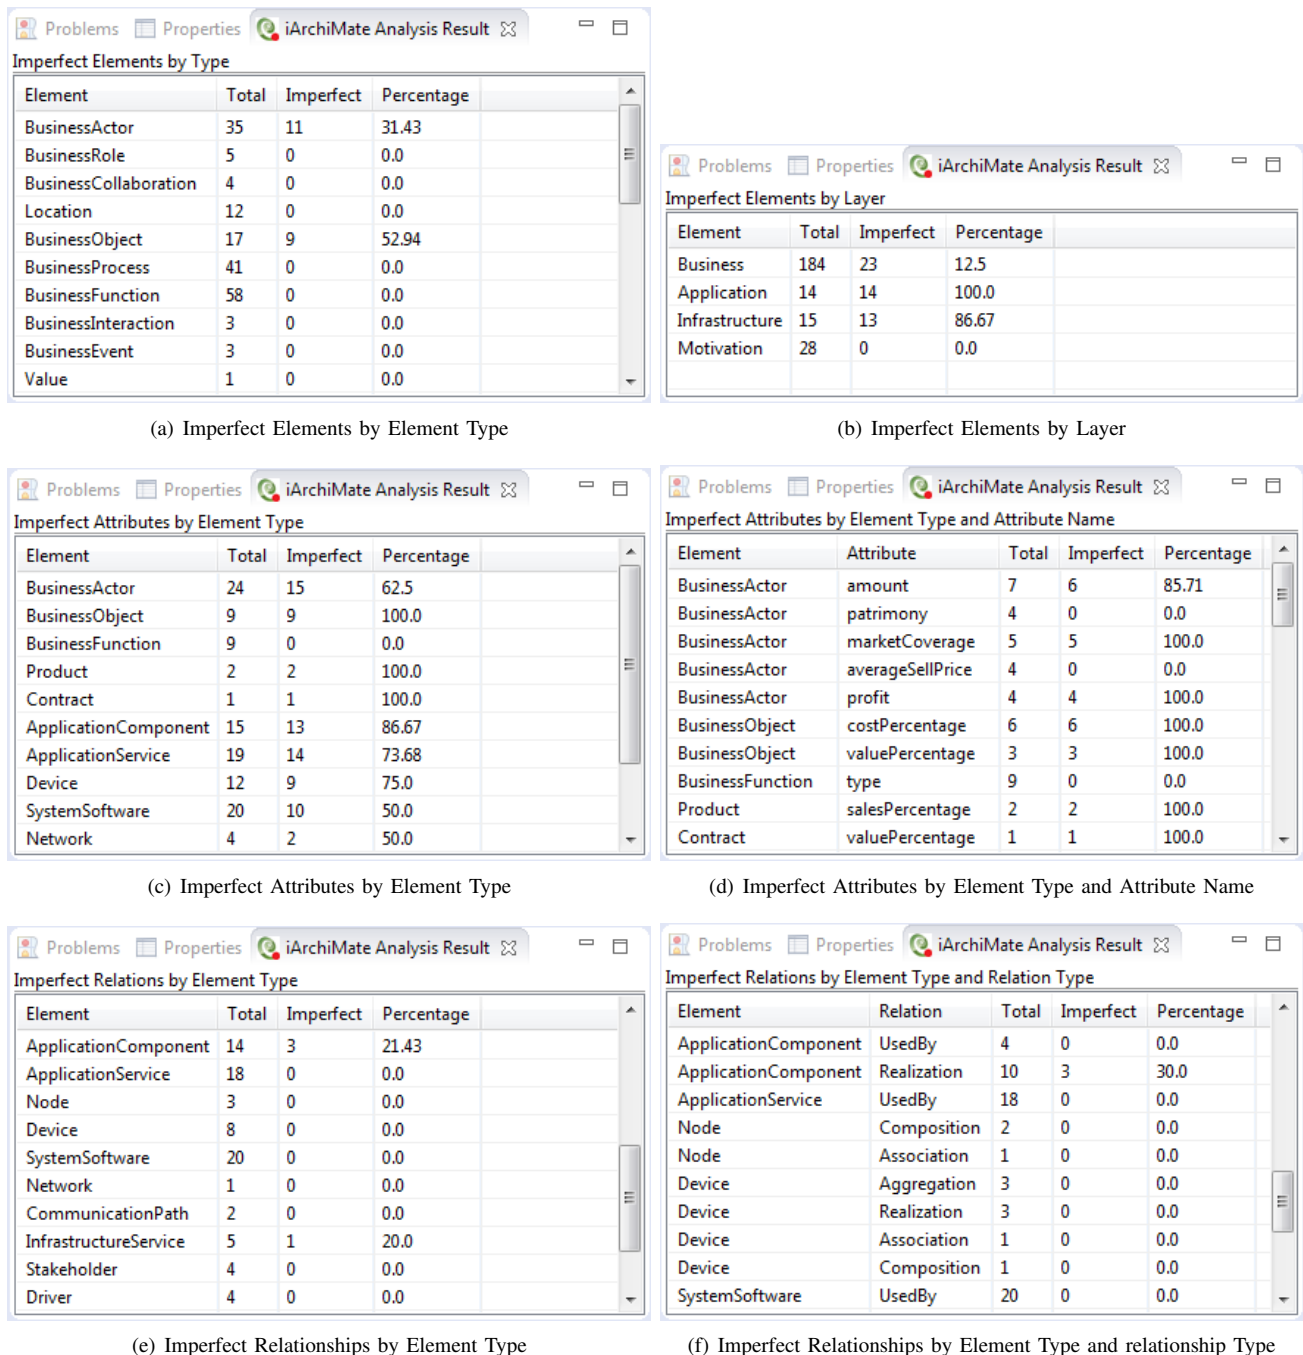 Problems Properties iArchiMate Analysis Result
Imperfect Elements by Type
Element Total Imperfect Percentage
BusinessActor 35 11 31.43
BusinessRole 5 0 0.0
BusinessCollaboration 4 0 0.0
Location 12 0 0.0
BusinessObject 17 9 52.94
BusinessProcess 41 0 0.0
BusinessFunction 58 0 0.0
BusinessInteraction 3 0 0.0
BusinessEvent 3 0 0.0
Value 1 0 0.0
(a) Imperfect Elements by Element Type
Problems Properties iArchiMate Analysis Result
Imperfect Elements by Layer
Element Total Imperfect Percentage
Business 184 23 12.5
Application 14 14 100.0
Infrastructure 15 13 86.67
Motivation 28 0 0.0
(b) Imperfect Elements by Layer
Problems Properties iArchiMate Analysis Result
Imperfect Attributes by Element Type
Element Total Imperfect Percentage
BusinessActor 24 15 62.5
BusinessObject 9 9 100.0
BusinessFunction 9 0 0.0
Product 2 2 100.0
Contract 1 1 100.0
ApplicationComponent 15 13 86.67
ApplicationService 19 14 73.68
Device 12 9 75.0
SystemSoftware 20 10 50.0
Network 4 2 50.0
(c) Imperfect Attributes by Element Type
Problems Properties iArchiMate Analysis Result
Imperfect Attributes by Element Type and Attribute Name
Element Attribute Total Imperfect Percentage
BusinessActor amount 7 6 85.71
BusinessActor patrimony 4 0 0.0
BusinessActor marketCoverage 5 5 100.0
BusinessActor averageSellPrice 4 0 0.0
BusinessActor profit 4 4 100.0
BusinessObject costPercentage 6 6 100.0
BusinessObject valuePercentage 3 3 100.0
BusinessFunction type 9 0 0.0
Product salesPercentage 2 2 100.0
Contract valuePercentage 1 1 100.0
(d) Imperfect Attributes by Element Type and Attribute Name
Problems Properties iArchiMate Analysis Result
Imperfect Relations by Element Type
Element Total Imperfect Percentage
ApplicationComponent 14 3 21.43
ApplicationService 18 0 0.0
Node 3 0 0.0
Device 8 0 0.0
SystemSoftware 20 0 0.0
Network 1 0 0.0
CommunicationPath 2 0 0.0
InfrastructureService 5 1 20.0
Stakeholder 4 0 0.0
Driver 4 0 0.0
(e) Imperfect Relationships by Element Type
Problems Properties iArchiMate Analysis Result
Imperfect Relations by Element Type and Relation Type
Element Relation Total Imperfect Percentage
ApplicationComponent UsedBy 4 0 0.0
ApplicationComponent Realization 10 3 30.0
ApplicationService UsedBy 18 0 0.0
Node Composition 2 0 0.0
Node Association 1 0 0.0
Device Aggregation 3 0 0.0
Device Realization 3 0 0.0
Device Association 1 0 0.0
Device Composition 1 0 0.0
SystemSoftware UsedBy 20 0 0.0
(f) Imperfect Relationships by Element Type and relationship Type